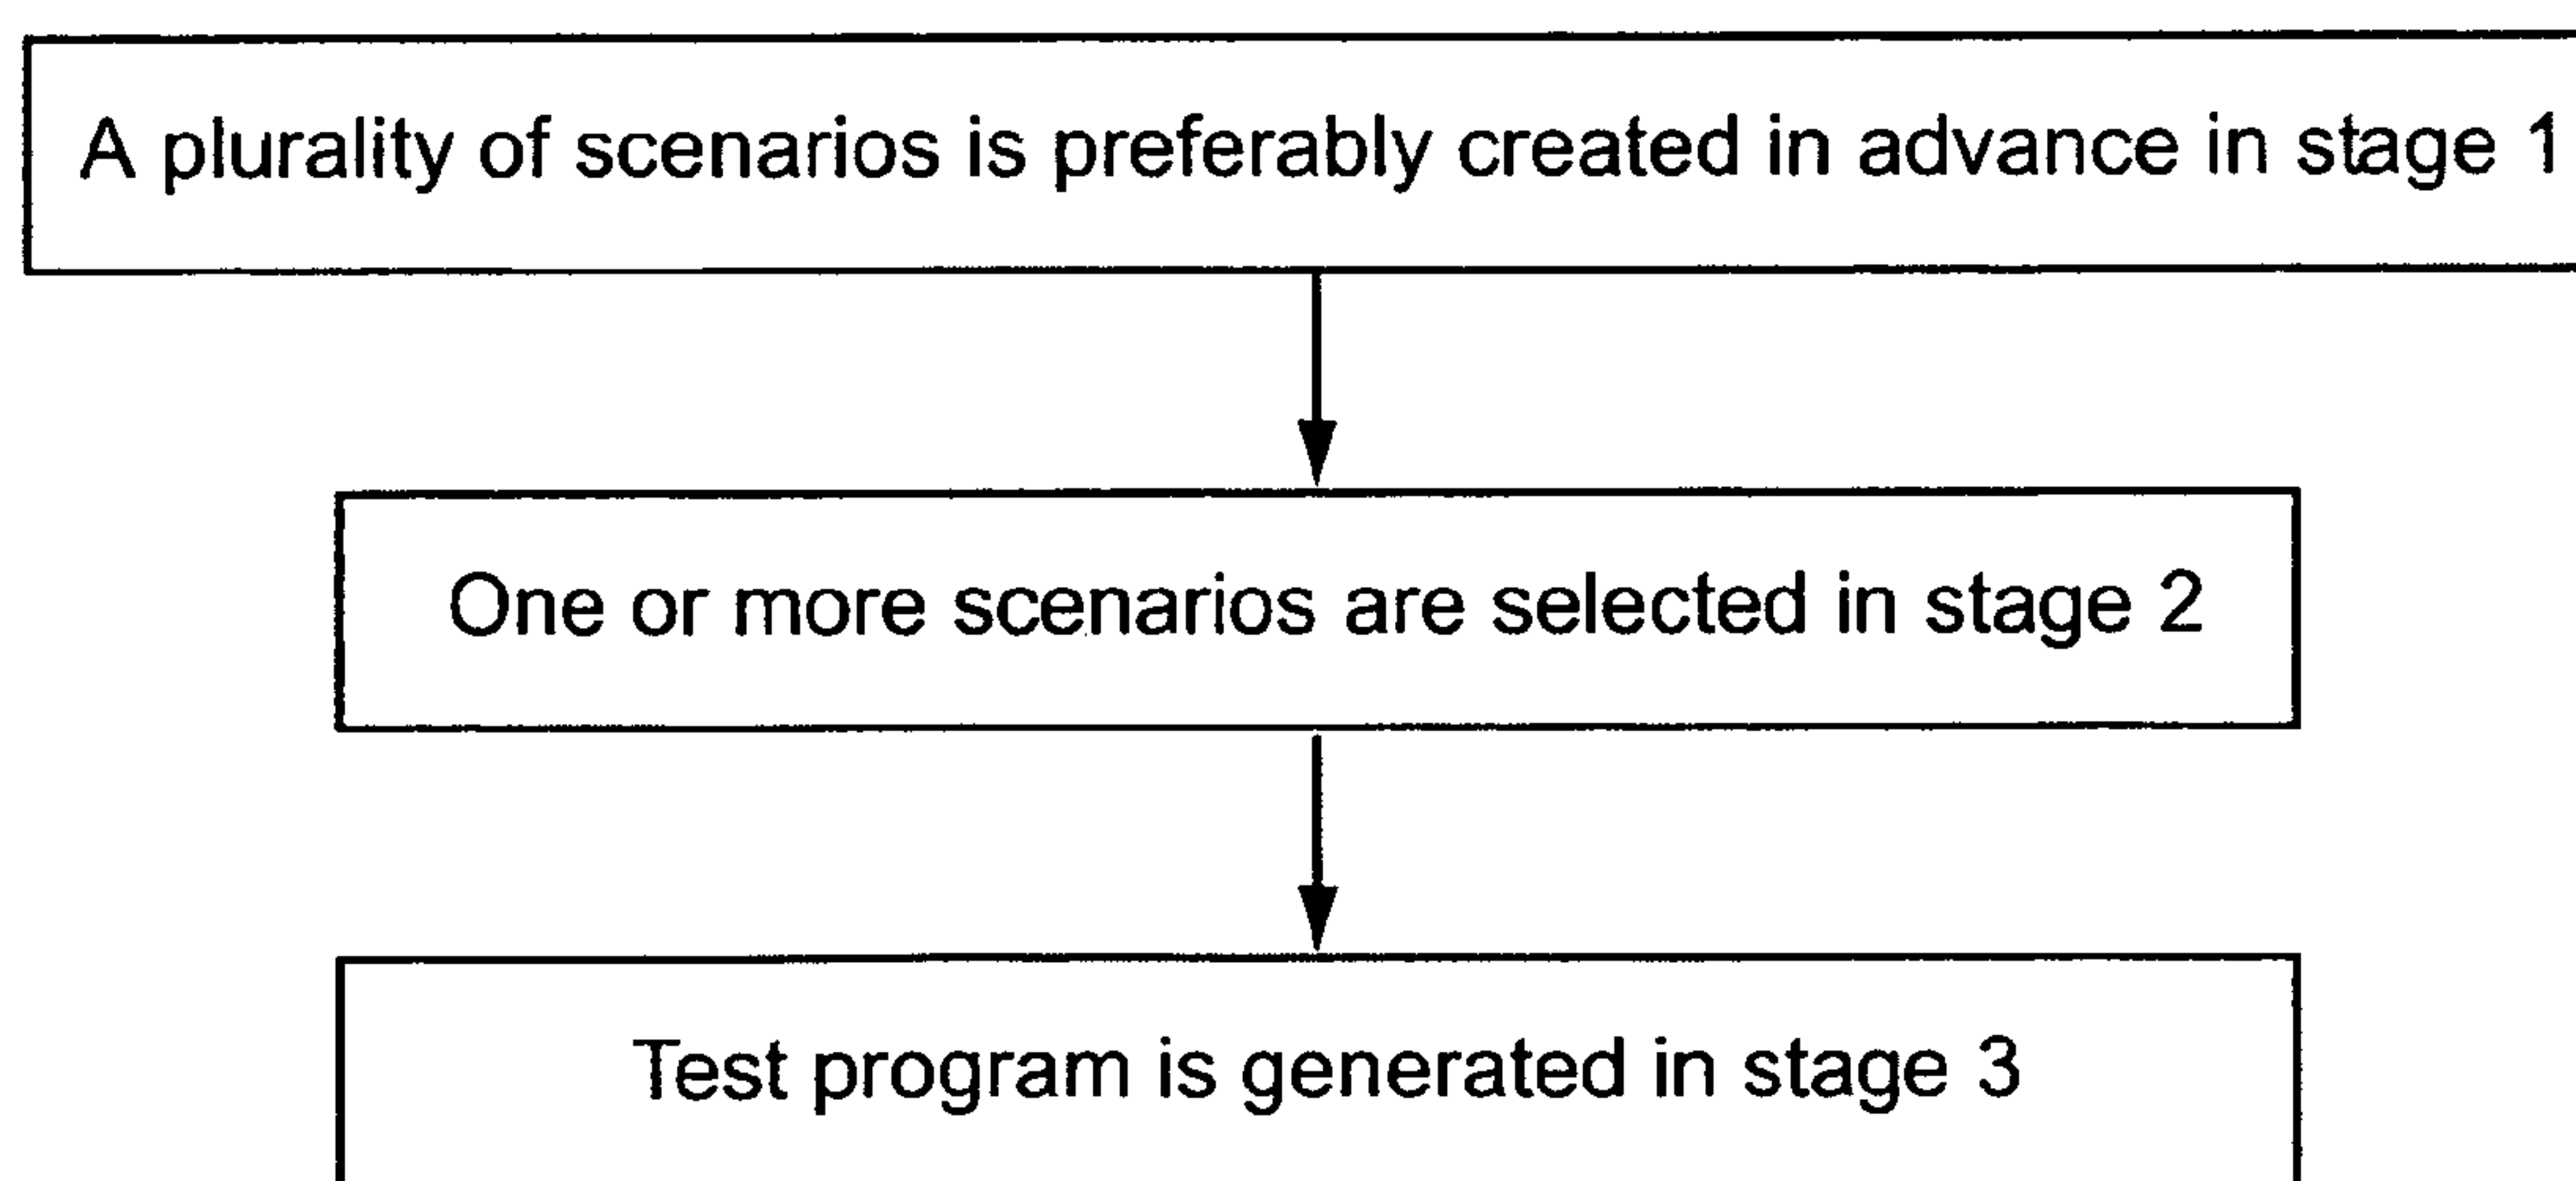 A plurality of scenarios is preferably created in advance in stage 1
One or more scenarios are selected in stage 2
Test program is generated in stage 3